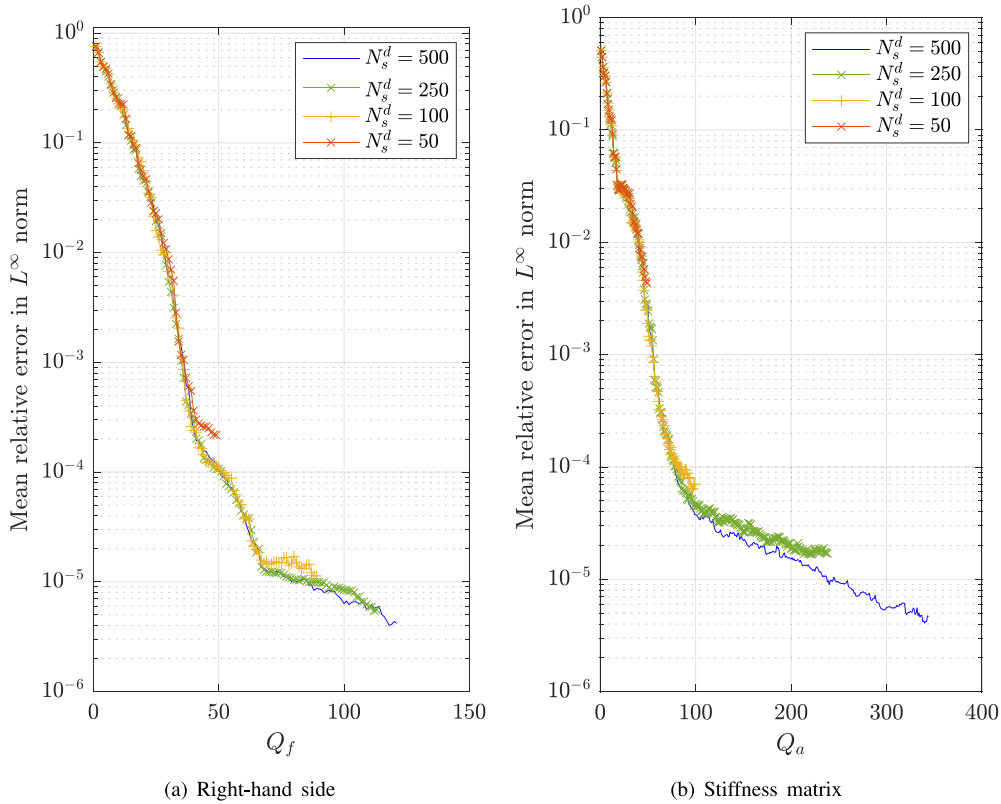 Mean relative error in $L^\infty$ norm
10^0
10^{-1}
10^{-2}
10^{-3}
10^{-4}
10^{-5}
10^{-6}
0 50 100 150
Q_f
N_s^d = 500
N_s^d = 250
N_s^d = 100
N_s^d = 50
(a) Right-hand side
Mean relative error in $L^\infty$ norm
10^0
10^{-1}
10^{-2}
10^{-3}
10^{-4}
10^{-5}
10^{-6}
0 100 200 300 400
Q_a
N_s^d = 500
N_s^d = 250
N_s^d = 100
N_s^d = 50
(b) Stiffness matrix